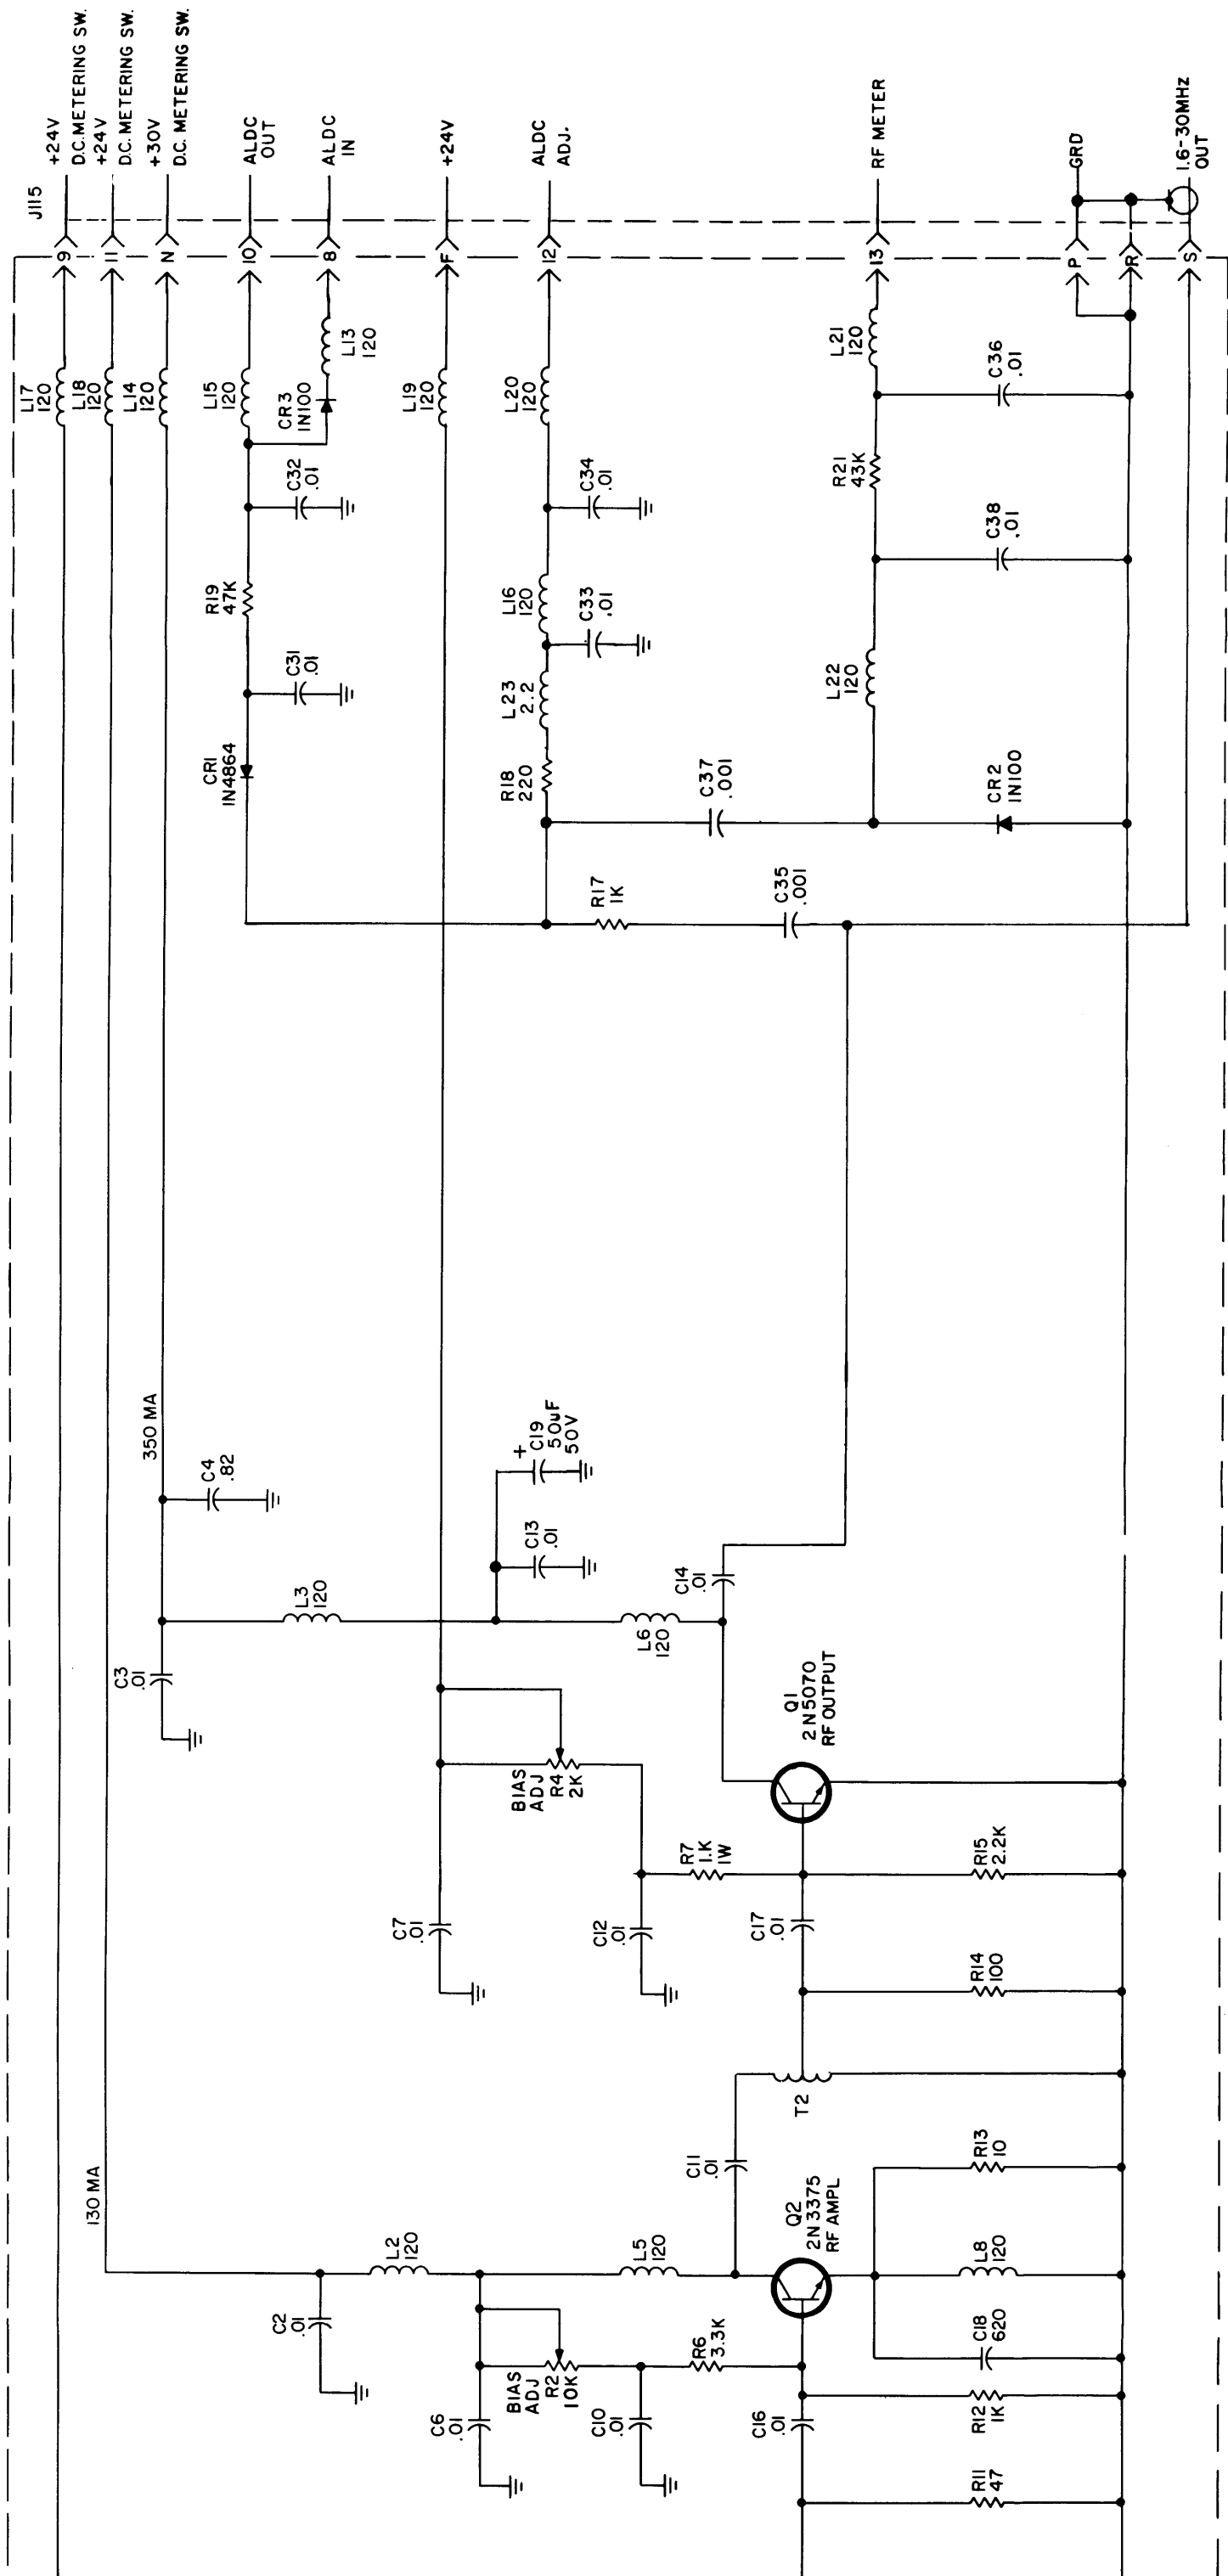 J115
+24V
D.C. METERING SW.
+24V
D.C. METERING SW.
+30V
D.C. METERING SW.
ALDC
OUT
ALDC
IN
+24V
ALDC
ADJ.
RF METER
GRD
1.6-30MHz
OUT
9
11
N
10
8
F
12
13
P
R
S
L17
120
L18
120
L14
120
L15
120
L13
120
CR3
IN100
L19
120
L20
120
L21
120
C36
.01
C32
.01
C34
.01
R21
43K
C38
.01
R19
47K
L16
120
C33
.01
C31
.01
L23
2.2
L22
120
CR1
IN4864
R18
220
C37
.001
CR2
IN100
R17
1K
C35
.001
350 MA
C4
.82
+
C19
50uF
50V
C13
.01
L3
120
C14
.01
L6
120
C3
.01
Q1
2N5070
RF OUTPUT
BIAS
ADJ
R4
2K
R7
1.K
1W
R15
2.2K
C7
.01
C12
.01
C17
.01
R14
100
T2
130 MA
C11
.01
R13
10
Q2
2N3375
RF AMPL
L2
120
L5
120
L8
120
C2
.01
R6
3.3K
C18
620
BIAS
ADJ
R2
10K
C6
.01
C10
.01
C16
.01
R12
1K
R11
47